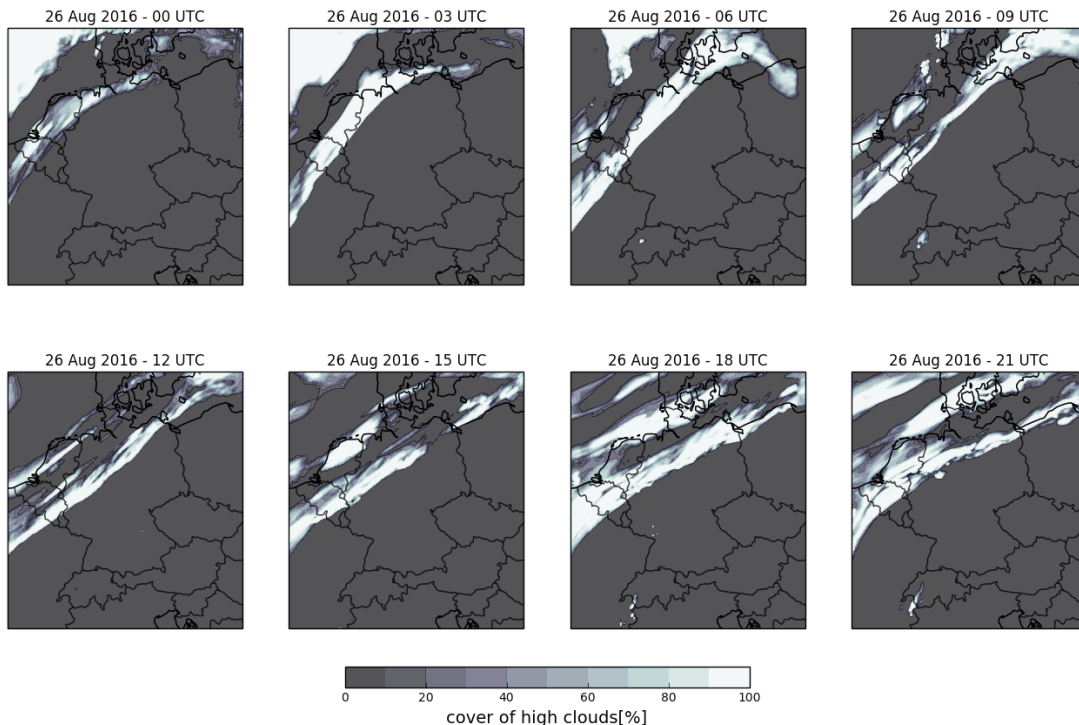 26 Aug 2016 - 00 UTC
26 Aug 2016 - 03 UTC
26 Aug 2016 - 06 UTC
26 Aug 2016 - 09 UTC
26 Aug 2016 - 12 UTC
26 Aug 2016 - 15 UTC
26 Aug 2016 - 18 UTC
26 Aug 2016 - 21 UTC
0 20 40 60 80 100
cover of high clouds[%]